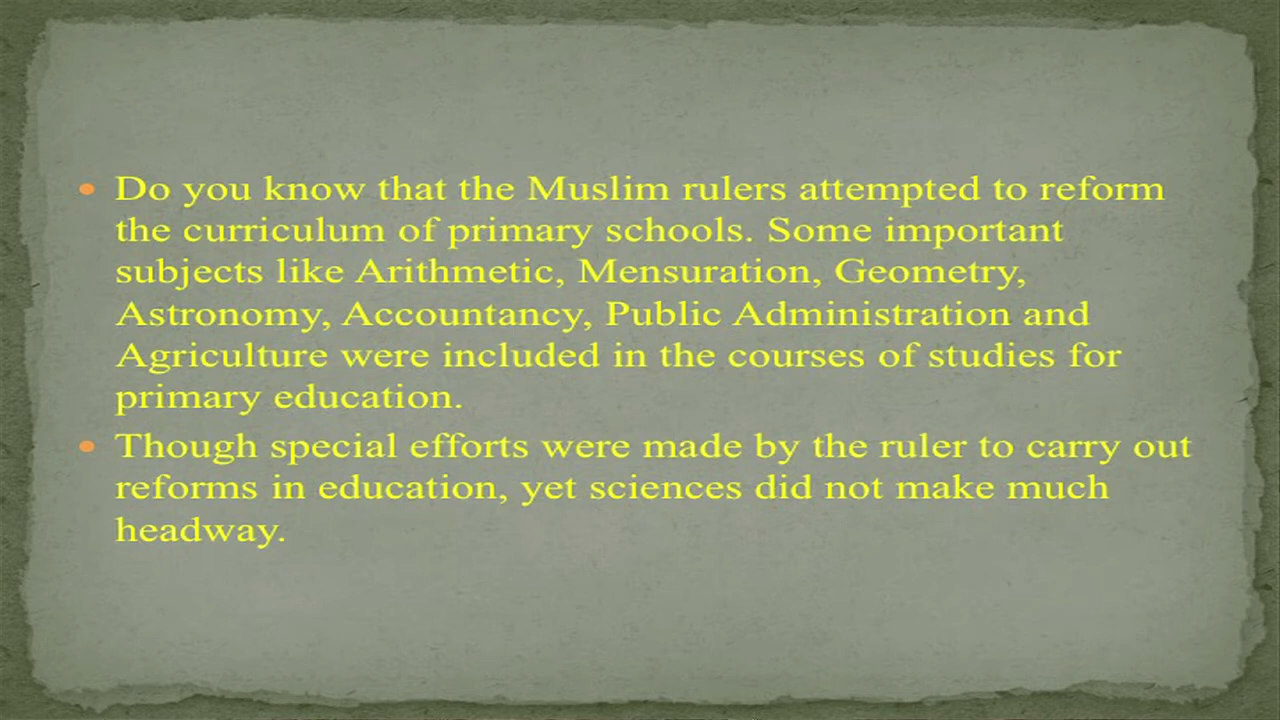 • Do you know that the Muslim rulers attempted to reform
the curriculum of primary schools. Some important
subjects like Arithmetic, Mensuration, Geometry,
Astronomy, Accountancy, Public Administration and
Agriculture were included in the courses of studies for
primary education.
• Though special efforts were made by the ruler to carry out
reforms in education, yet sciences did not make much
headway.